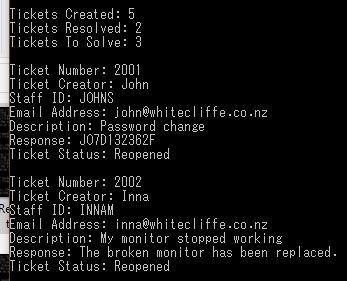 Tickets Created: 5
Tickets Resolved: 2
Tickets To Solve: 3
Ticket Number: 2001
Ticket Creator: John
Staff ID: JOHNS
Email Address: john@whitecliffe.co.nz
Description: Password change
Response: JO7D132362F
Ticket Status: Reopened
Ticket Number: 2002
Ticket Creator: Inna
Staff ID: INNAM
Email Address: inna@whitecliffe.co.nz
Description: My monitor stopped working
Response: The broken monitor has been replaced.
Ticket Status: Reopened